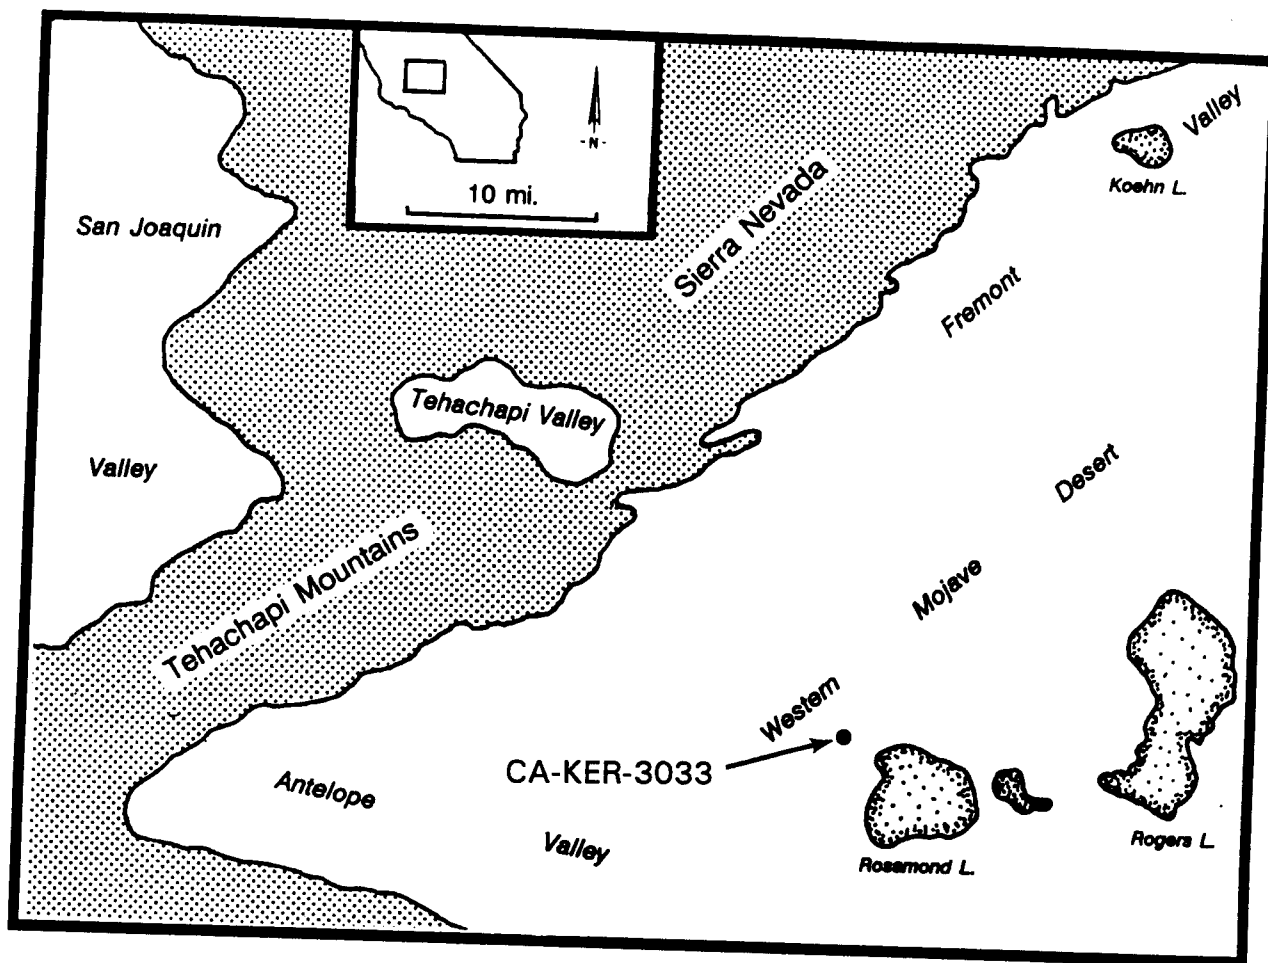 -N-
10 mi.
Valley
Koehn L.
San Joaquin
Sierra Nevada
Fremont
Tehachapi Valley
Valley
Desert
Tehachapi Mountains
Mojave
Western
CA-KER-3033
Antelope
Valley
Rosamond L.
Rogers L.